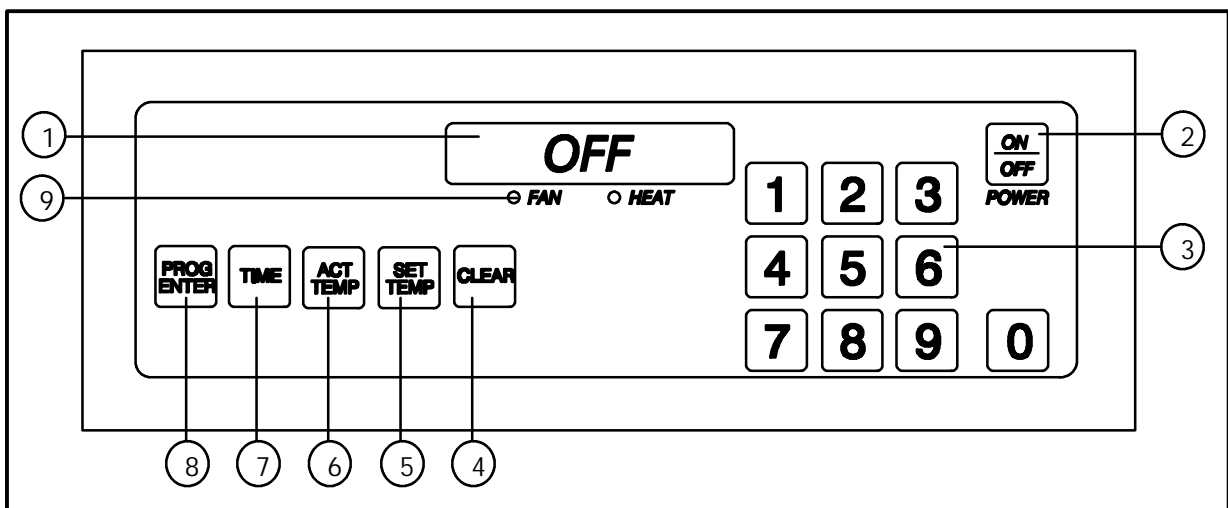 1
OFF
2
ON
OFF
POWER
9
FAN HEAT
1 2 3
4 5 6
3
7 8 9 0
PROG
ENTER
TIME
ACT
TEMP
SET
TEMP
CLEAR
8 7 6 5 4